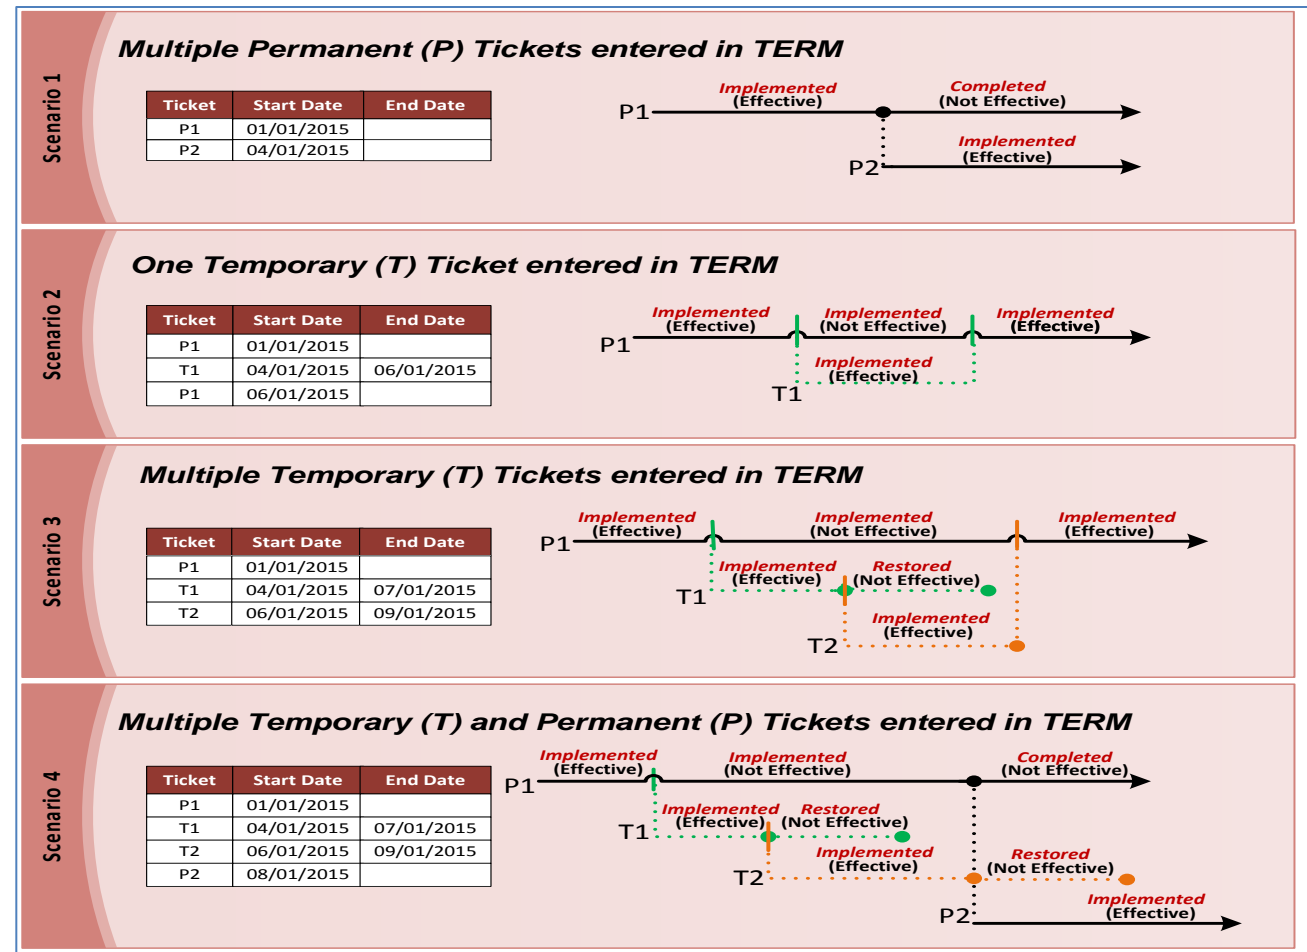 Scenario 1
Multiple Permanent (P) Tickets entered in TERM
Ticket Start Date End Date
P1 01/01/2015
P2 04/01/2015
Implemented
(Effective)
Completed
(Not Effective)
P1
Implemented
(Effective)
P2
Scenario 2
One Temporary (T) Ticket entered in TERM
Ticket Start Date End Date
P1 01/01/2015
T1 04/01/2015 06/01/2015
P1 06/01/2015
Implemented
(Effective)
Implemented
(Not Effective)
Implemented
(Effective)
P1
Implemented
(Effective)
T1
Scenario 3
Multiple Temporary (T) Tickets entered in TERM
Ticket Start Date End Date
P1 01/01/2015
T1 04/01/2015 07/01/2015
T2 06/01/2015 09/01/2015
Implemented
(Effective)
Implemented
(Not Effective)
Implemented
(Effective)
P1
Implemented
(Effective)
Restored
(Not Effective)
T1
Implemented
(Effective)
T2
Scenario 4
Multiple Temporary (T) and Permanent (P) Tickets entered in TERM
Ticket Start Date End Date
P1 01/01/2015
T1 04/01/2015 07/01/2015
T2 06/01/2015 09/01/2015
P2 08/01/2015
Implemented
(Effective)
Implemented
(Not Effective)
Completed
(Not Effective)
P1
Implemented
(Effective)
Restored
(Not Effective)
T1
Implemented
(Effective)
Restored
(Not Effective)
T2
Implemented
(Effective)
P2